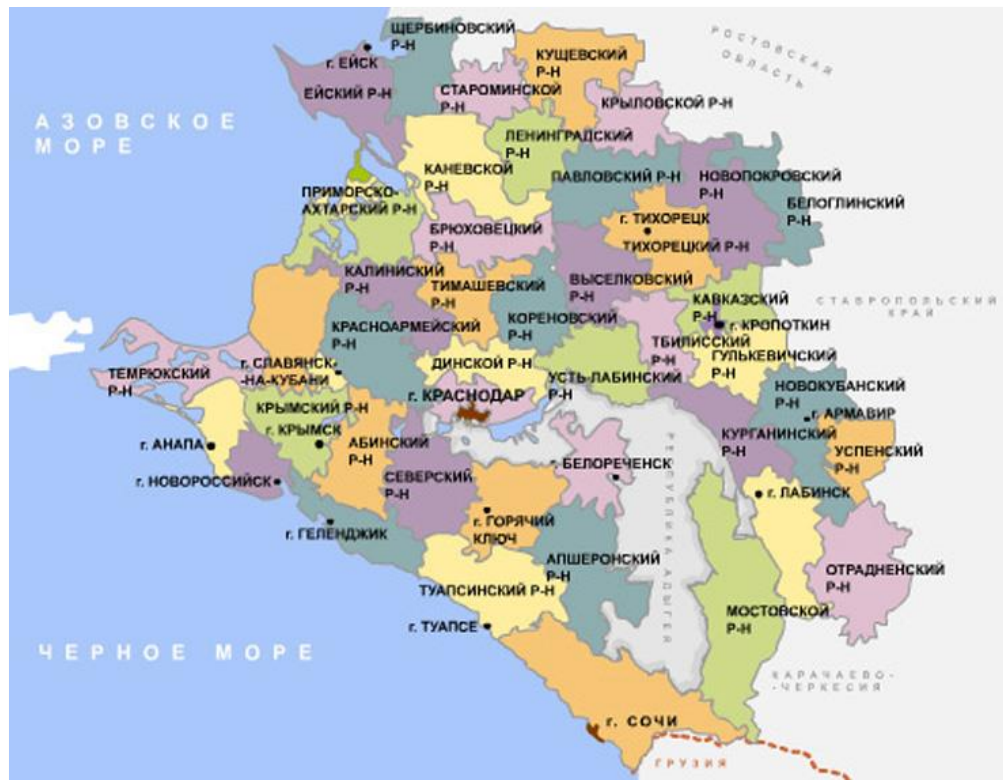 ЩЕРБИНОВСКИЙ
Р-Н
РОСТОВСКАЯ
ОБЛАСТЬ
г. ЕЙСК
КУЩЕВСКИЙ
Р-Н
ЕЙСКИЙ Р-Н
СТАРОМИНСКОЙ
Р-Н
КРЫЛОВСКОЙ Р-Н
АЗОВСКОЕ
МОРЕ
ЛЕНИНГРАДСКИЙ
Р-Н
КАНЕВСКОЙ
Р-Н
ПАВЛОВСКИЙ Р-Н
НОВОПОКРОВСКИЙ
Р-Н
БЕЛОГЛИНСКИЙ
Р-Н
ПРИМОРСКО-
АХТАРСКИЙ Р-Н
БРЮХОВЕЦКИЙ
Р-Н
г. ТИХОРЕЦК
ТИХОРЕЦКИЙ Р-Н
КАЛИНИСКИЙ
Р-Н
ТИМАШЕВСКИЙ
Р-Н
ВЫСЕЛКОВСКИЙ
Р-Н
КАВКАЗСКИЙ
Р-Н
СТАВРОПОЛЬСКИЙ
КРАЙ
КРАСНОАРМЕЙСКИЙ
Р-Н
КОРЕНОВСКИЙ
Р-Н
г. КРОПОТКИН
ТБИЛИССКИЙ
Р-Н
ГУЛЬКЕВИЧСКИЙ
Р-Н
ТЕМРЮКСКИЙ
Р-Н
г. СЛАВЯНСК-
-НА-КУБАНИ
ДИНСКОЙ Р-Н
УСТЬ-ЛАБИНСКИЙ
Р-Н
НОВОКУБАНСКИЙ
Р-Н
г. КРАСНОДАР
КРЫМСКИЙ Р-Н
г. КРЫМСК
г. АРМАВИР
г. АНАПА
АБИНСКИЙ
Р-Н
КУРГАНИНСКИЙ
Р-Н
УСПЕНСКИЙ
Р-Н
г. НОВОРОССИЙСК
СЕВЕРСКИЙ
Р-Н
г. БЕЛОРЕЧЕНСК
РЕСПУБЛИКА АДЫГЕЯ
г. ЛАБИНСК
г. ГЕЛЕНДЖИК
г. ГОРЯЧИЙ
КЛЮЧ
АПШЕРОНСКИЙ
Р-Н
ОТРАДНЕНСКИЙ
Р-Н
ТУАПСИНСКИЙ Р-Н
МОСТОВСКОЙ
Р-Н
г. ТУАПСЕ
ЧЕРНОЕ МОРЕ
КАРАЧАЕВО-
-ЧЕРКЕСИЯ
г. СОЧИ
ГРУЗИЯ